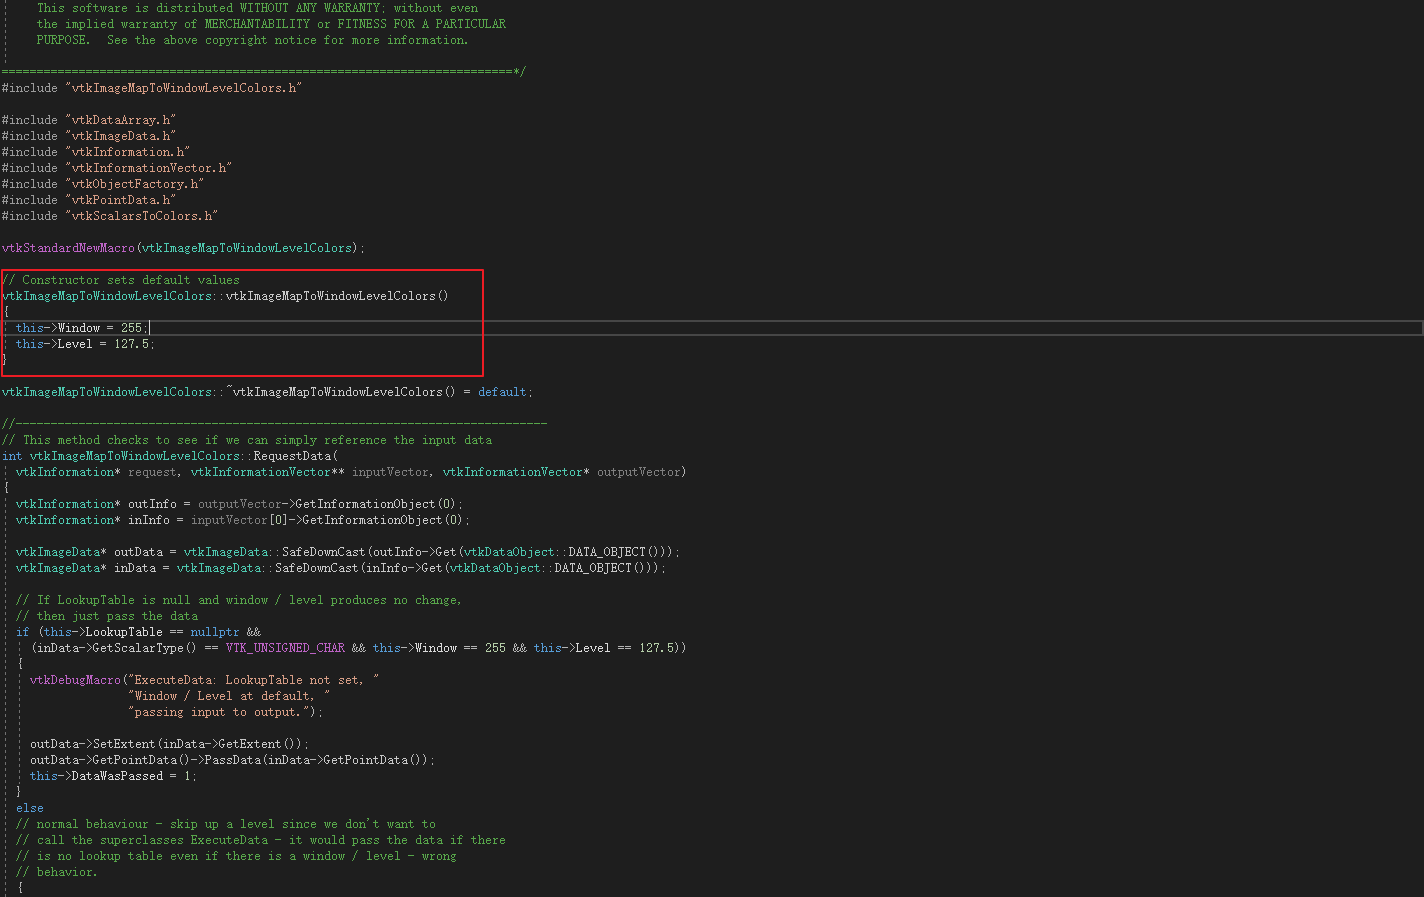 This software is distributed WITHOUT ANY WARRANTY; without even
the implied warranty of MERCHANTABILITY or FITNESS FOR A PARTICULAR
PURPOSE.  See the above copyright notice for more information.
=========================================================================*/
#include "vtkImageMapToWindowLevelColors.h"
#include "vtkDataArray.h"
#include "vtkImageData.h"
#include "vtkInformation.h"
#include "vtkInformationVector.h"
#include "vtkObjectFactory.h"
#include "vtkPointData.h"
#include "vtkScalarsToColors.h"
vtkStandardNewMacro(vtkImageMapToWindowLevelColors);
// Constructor sets default values
vtkImageMapToWindowLevelColors::vtkImageMapToWindowLevelColors()
{
this->Window = 255;
this->Level = 127.5;
}
vtkImageMapToWindowLevelColors::~vtkImageMapToWindowLevelColors() = default;
//----------------------------------------------------------------------------
// This method checks to see if we can simply reference the input data
int vtkImageMapToWindowLevelColors::RequestData(
vtkInformation* request, vtkInformationVector** inputVector, vtkInformationVector* outputVector)
{
vtkInformation* outInfo = outputVector->GetInformationObject(0);
vtkInformation* inInfo = inputVector[0]->GetInformationObject(0);
vtkImageData* outData = vtkImageData::SafeDownCast(outInfo->Get(vtkDataObject::DATA_OBJECT()));
vtkImageData* inData = vtkImageData::SafeDownCast(inInfo->Get(vtkDataObject::DATA_OBJECT()));
// If LookupTable is null and window / level produces no change,
// then just pass the data
if (this->LookupTable == nullptr &&
(inData->GetScalarType() == VTK_UNSIGNED_CHAR && this->Window == 255 && this->Level == 127.5))
{
vtkDebugMacro("ExecuteData: LookupTable not set, "
"Window / Level at default, "
"passing input to output.");
outData->SetExtent(inData->GetExtent());
outData->GetPointData()->PassData(inData->GetPointData());
this->DataWasPassed = 1;
}
else
// normal behaviour - skip up a level since we don't want to
// call the superclasses ExecuteData - it would pass the data if there
// is no lookup table even if there is a window / level - wrong
// behavior.
{